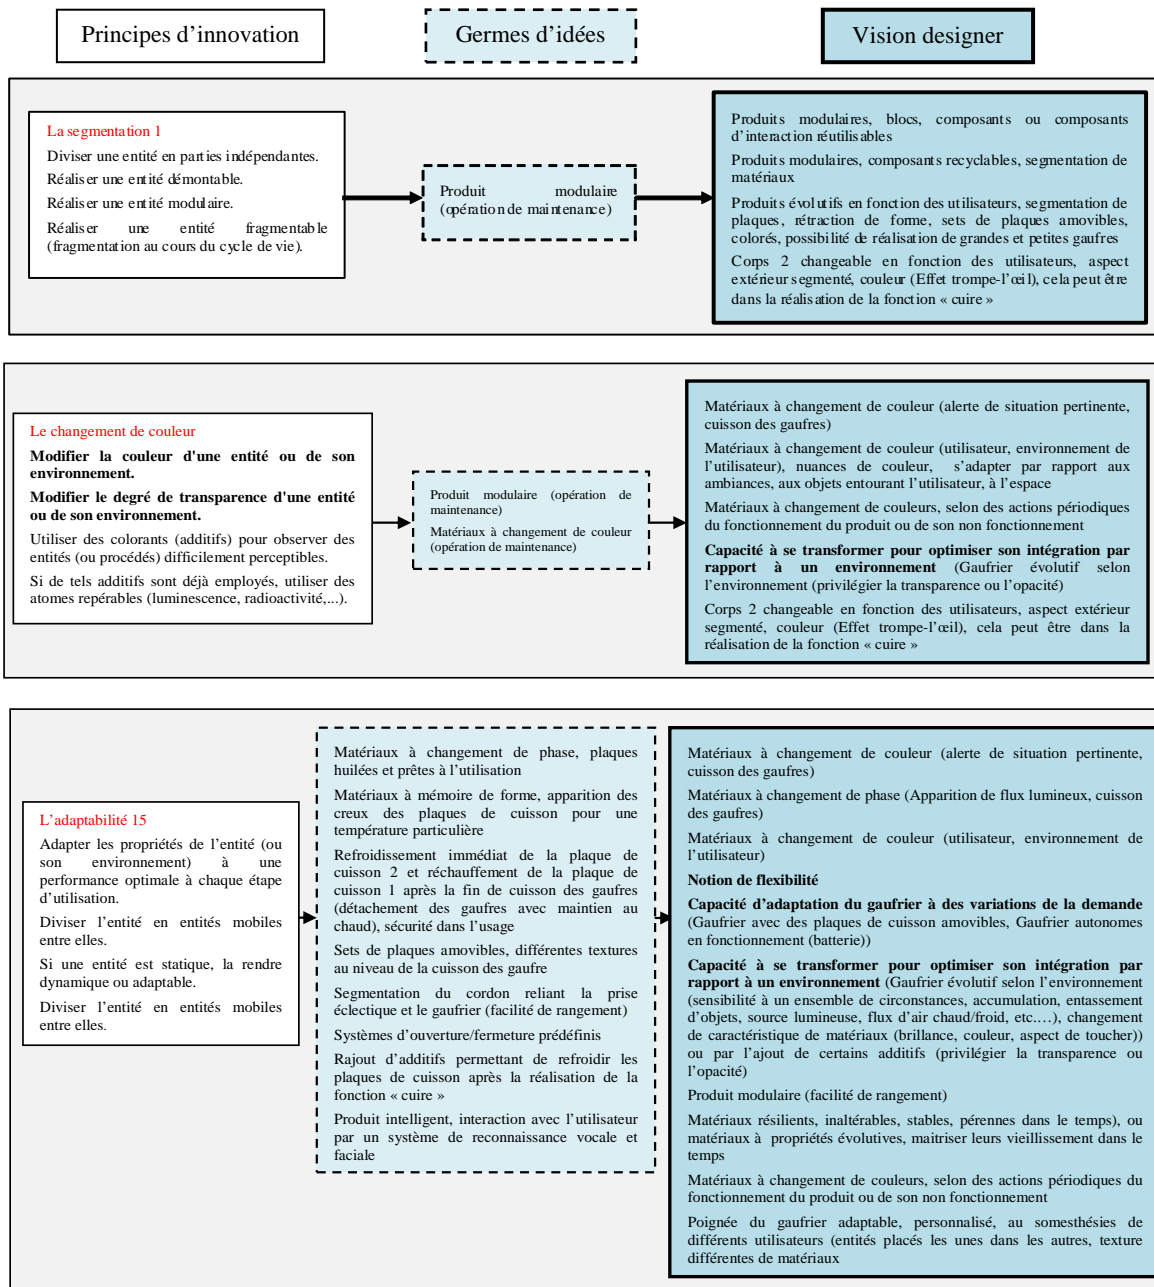 Principes d'innovation
Germes d'idées
Vision designer
La segmentation 1
Diviser une entité en parties indépendantes.
Réaliser une entité démontable.
Réaliser une entité modulaire.
Réaliser une entité fragmentable
(fragmentation au cours du cycle de vie).
Produit modulaire
(opération de maintenance)
Produits modulaires, blocs, composants ou composants
d'interaction réutilisables
Produits modulaires, composants recyclables, segmentation de
matériaux
Produits évolutifs en fonction des utilisateurs, segmentation de
plaques, rétraction de forme, sets de plaques amovibles,
colorés, possibilité de réalisation de grandes et petites gaufres
Corps 2 changeable en fonction des utilisateurs, aspect
extérieur segmenté, couleur (Effet trompe-l'œil), cela peut être
dans la réalisation de la fonction « cuire »
Le changement de couleur
Modifier la couleur d'une entité ou de son
environnement.
Modifier le degré de transparence d'une entité
ou de son environnement.
Utiliser des colorants (additifs) pour observer des
entités (ou procédés) difficilement perceptibles.
Si de tels additifs sont déjà employés, utiliser des
atomes repérables (luminescence, radioactivité,...).
Produit modulaire (opération de
maintenance)
Matériaux à changement de couleur
(opération de maintenance)
Matériaux à changement de couleur (alerte de situation pertinente,
cuisson des gaufres)
Matériaux à changement de couleur (utilisateur, environnement de
l'utilisateur), nuances de couleur, s'adapter par rapport aux
ambiances, aux objets entourant l'utilisateur, à l'espace
Matériaux à changement de couleurs, selon des actions périodiques
du fonctionnement du produit ou de son non fonctionnement
Capacité à se transformer pour optimiser son intégration par
rapport à un environnement (Gaufrier évolutif selon
l'environnement (privilégier la transparence ou l'opacité)
Corps 2 changeable en fonction des utilisateurs, aspect extérieur
segmenté, couleur (Effet trompe-l'œil), cela peut être dans la
réalisation de la fonction « cuire »
L'adaptabilité 15
Adapter les propriétés de l'entité (ou
son environnement) à une
performance optimale à chaque étape
d'utilisation.
Diviser l'entité en entités mobiles
entre elles.
Si une entité est statique, la rendre
dynamique ou adaptable.
Diviser l'entité en entités mobiles
entre elles.
Matériaux à changement de phase, plaques
huilées et prêtes à l'utilisation
Matériaux à mémoire de forme, apparition des
creux des plaques de cuisson pour une
température particulière
Refroidissement immédiat de la plaque de
cuisson 2 et réchauffement de la plaque de
cuisson 1 après la fin de cuisson des gaufres
(détachement des gaufres avec maintien au
chaud), sécurité dans l'usage
Sets de plaques amovibles, différentes textures
au niveau de la cuisson des gaufre
Segmentation du cordon reliant la prise
éclectique et le gaufrier (facilité de rangement)
Systèmes d'ouverture/fermeture prédéfinis
Rajout d'additifs permettant de refroidir les
plaques de cuisson après la réalisation de la
fonction « cuire »
Produit intelligent, interaction avec l'utilisateur
par un système de reconnaissance vocale et
faciale
Matériaux à changement de couleur (alerte de situation pertinente,
cuisson des gaufres)
Matériaux à changement de phase (Apparition de flux lumineux, cuisson
des gaufres)
Matériaux à changement de couleur (utilisateur, environnement de
l'utilisateur)
Notion de flexibilité
Capacité d'adaptation du gaufrier à des variations de la demande
(Gaufrier avec des plaques de cuisson amovibles, Gaufrier autonomes
en fonctionnement (batterie))
Capacité à se transformer pour optimiser son intégration par
rapport à un environnement (Gaufrier évolutif selon l'environnement
(sensibilité à un ensemble de circonstances, accumulation, entassement
d'objets, source lumineuse, flux d'air chaud/froid, etc.…), changement
de caractéristique de matériaux (brillance, couleur, aspect de toucher))
ou par l'ajout de certains additifs (privilégier la transparence ou
l'opacité)
Produit modulaire (facilité de rangement)
Matériaux résilients, inaltérables, stables, pérennes dans le temps), ou
matériaux à propriétés évolutives, maitriser leurs vieillissement dans le
temps
Matériaux à changement de couleurs, selon des actions périodiques du
fonctionnement du produit ou de son non fonctionnement
Poignée du gaufrier adaptable, personnalisé, au somesthésies de
différents utilisateurs (entités placés les unes dans les autres, texture
différentes de matériaux